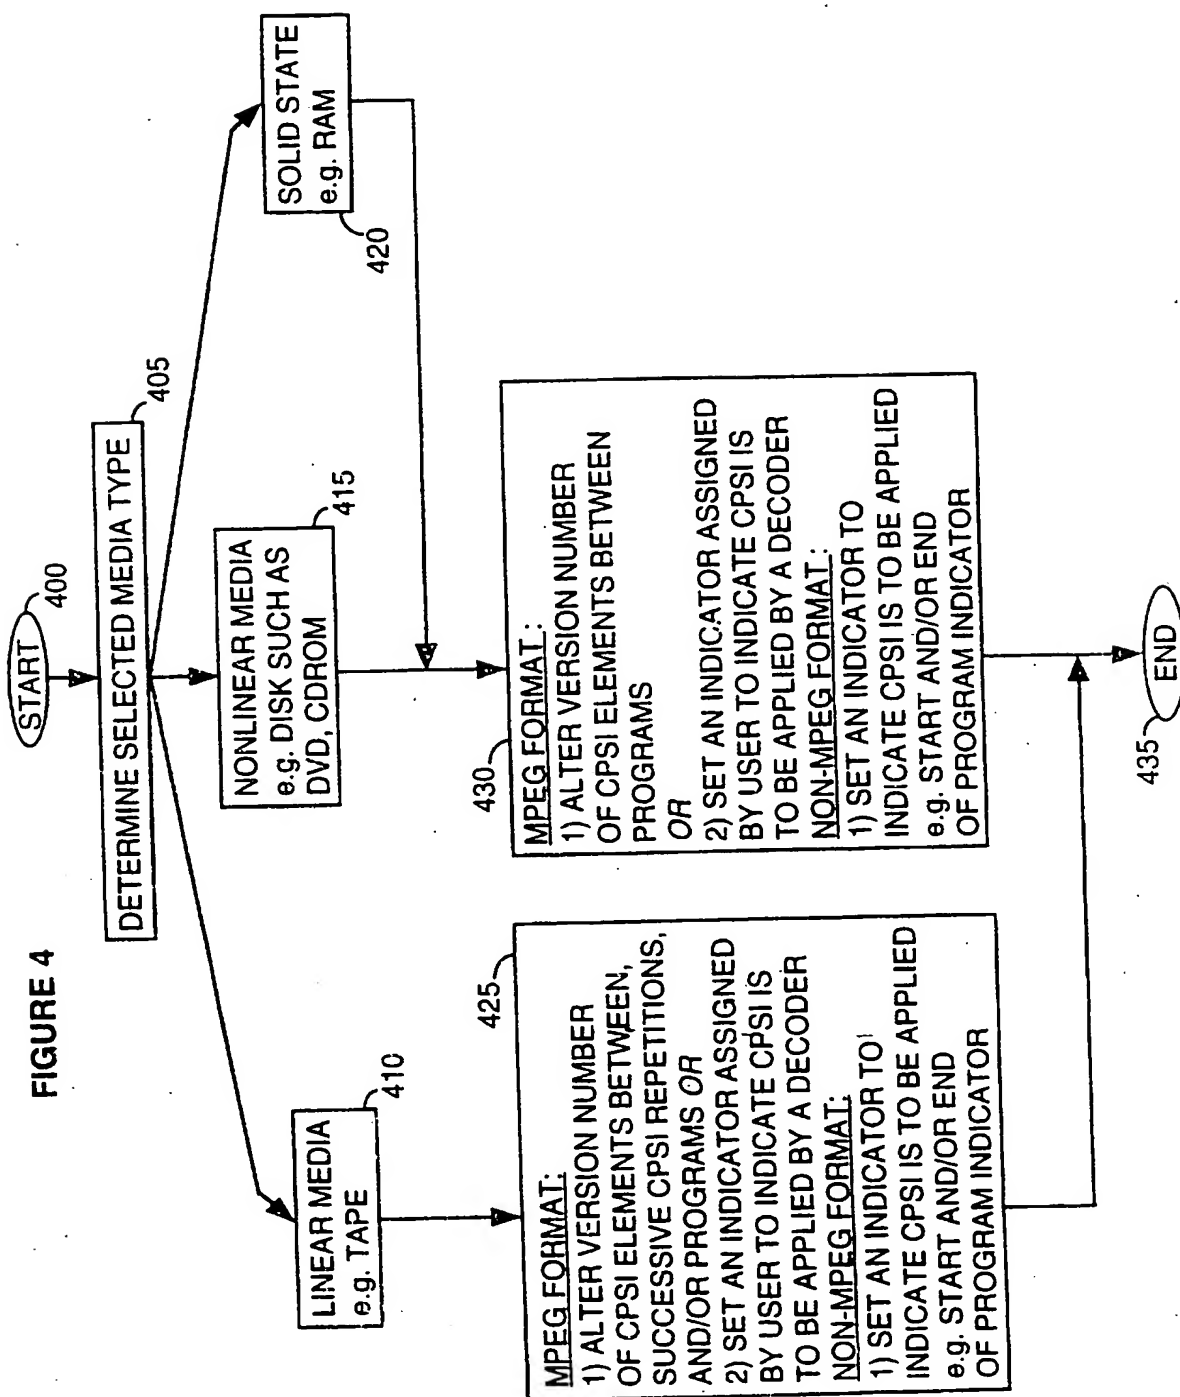 FIGURE 4
START
400
DETERMINE SELECTED MEDIA TYPE
405
LINEAR MEDIA
e.g. TAPE
410
NONLINEAR MEDIA
e.g. DISK SUCH AS
DVD, CDROM
415
SOLID STATE
e.g. RAM
420
425
MPEG FORMAT:
1) ALTER VERSION NUMBER
OF CPSI ELEMENTS BETWEEN,
SUCCESSIVE CPSI REPETITIONS,
AND/OR PROGRAMS OR
2) SET AN INDICATOR ASSIGNED
BY USER TO INDICATE CPSI IS
TO BE APPLIED BY A DECODER
NON-MPEG FORMAT:
1) SET AN INDICATOR TO
INDICATE CPSI IS TO BE APPLIED
e.g. START AND/OR END
OF PROGRAM INDICATOR
430
MPEG FORMAT:
1) ALTER VERSION NUMBER
OF CPSI ELEMENTS BETWEEN
PROGRAMS
OR
2) SET AN INDICATOR ASSIGNED
BY USER TO INDICATE CPSI IS
TO BE APPLIED BY A DECODER
NON-MPEG FORMAT:
1) SET AN INDICATOR TO
INDICATE CPSI IS TO BE APPLIED
e.g. START AND/OR END
OF PROGRAM INDICATOR
435
END